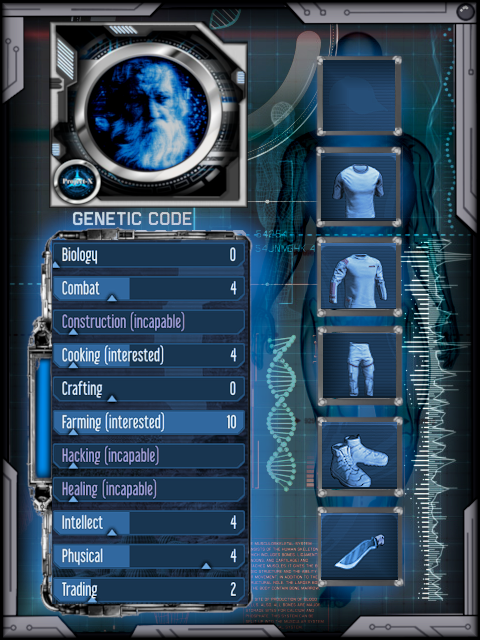 Projekt-X
GENETIC CODE
Biology 0
Combat 4
Construction (incapable)
Cooking (interested) 4
Crafting 0
Farming (interested) 10
Hacking (incapable)
Healing (incapable)
Intellect 4
Physical 4
Trading 2